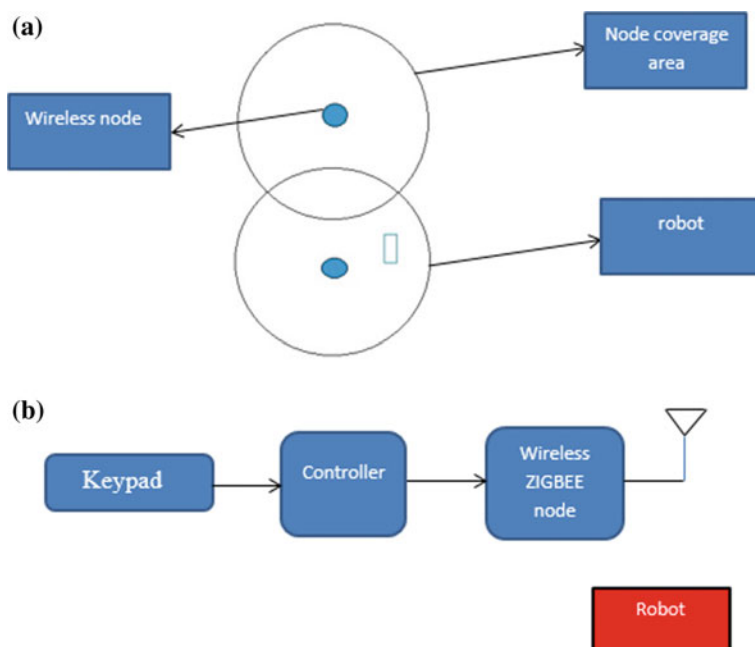 (a)
Node coverage
area
Wireless node
robot
(b)
Keypad
Controller
Wireless
ZIGBEE
node
Robot